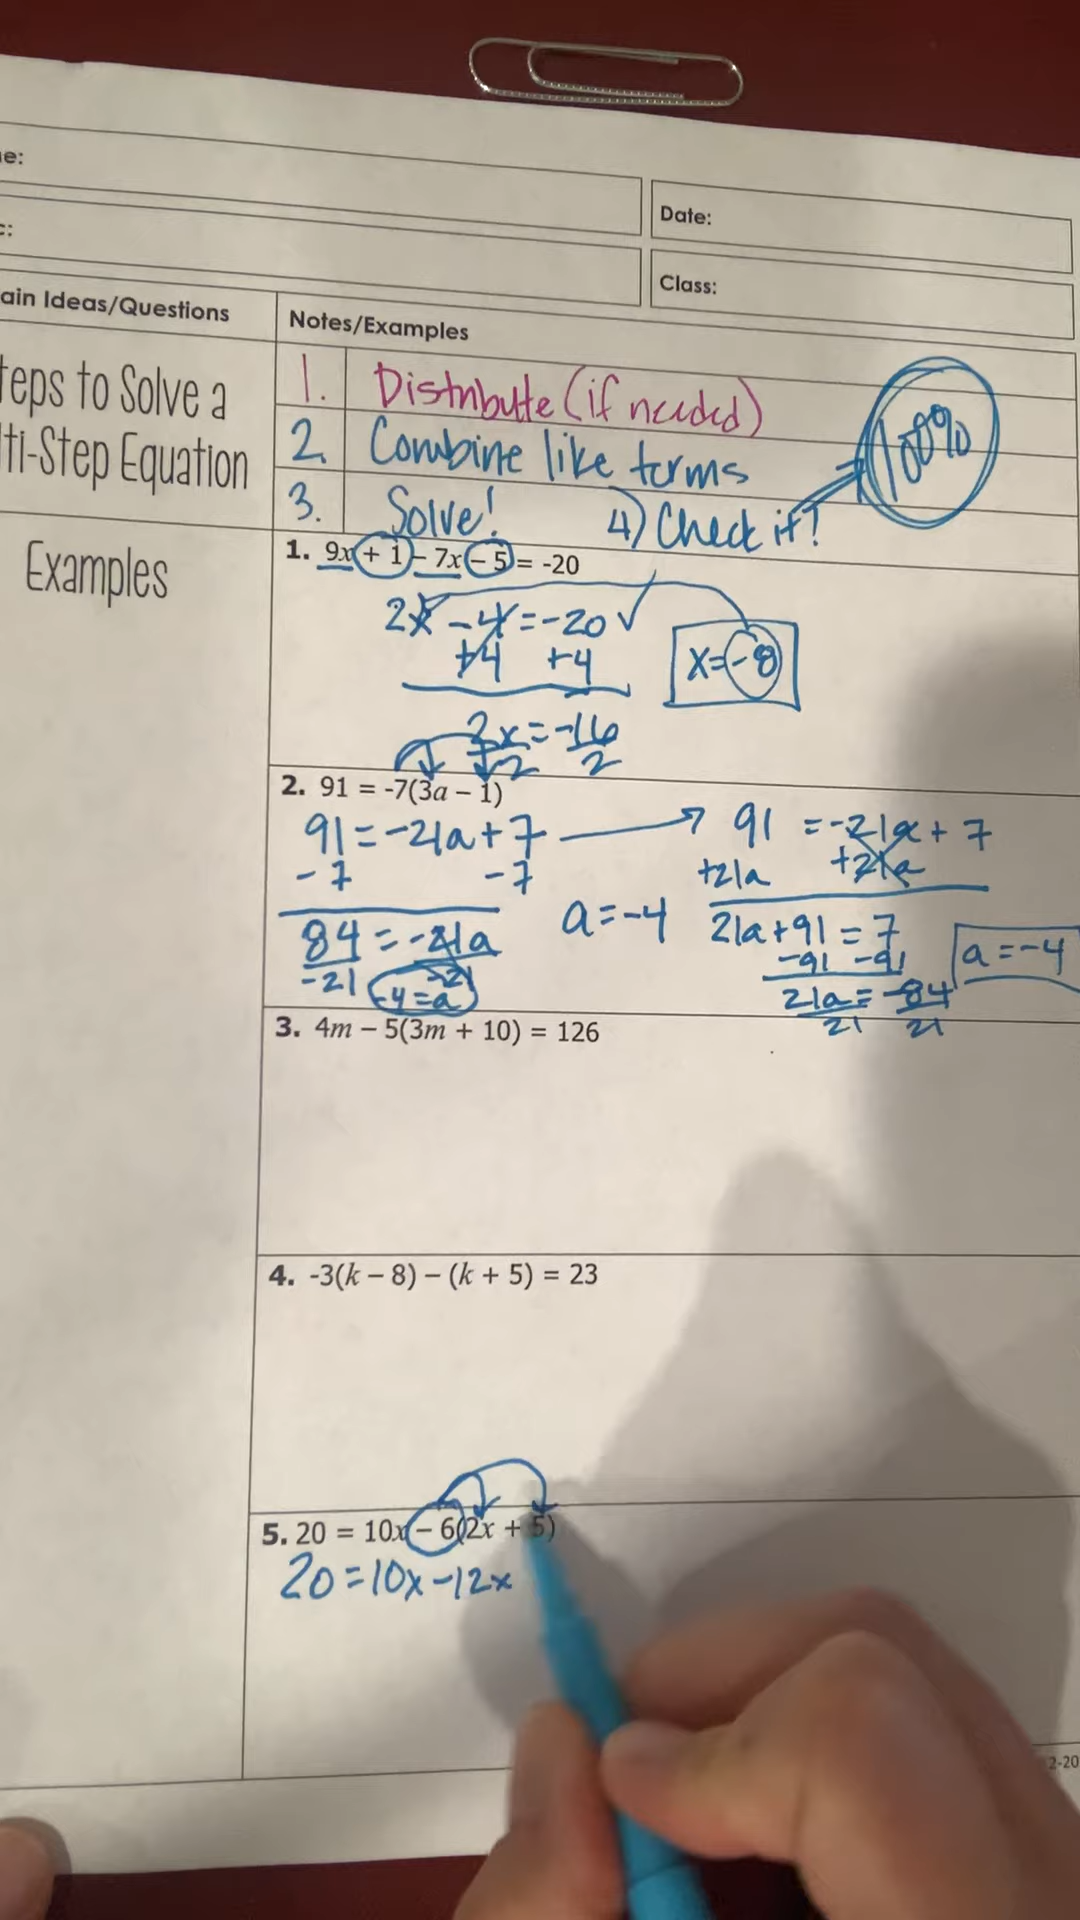 e:
Date:
c:
Class:
ain Ideas/Questions
Notes/Examples
teps to Solve a
lti-Step Equation
1. Distribute (if needed)
2. Combine like terms
3. Solve! 4) Check it!
100%
Examples
1. 9x + 1 – 7x – 5 = -20
2x - 4 = -20 ✓
+4 +4
x = -8
2x = -16
2 2
2. 91 = -7(3a – 1)
91 = -21a + 7
-7 -7
84 = -21a
-21 -21
-4 = a
a = -4
91 = -21a + 7
+21a +21a
21a + 91 = 7
-91 -91
21a = -84
21 21
a = -4
3. 4m – 5(3m + 10) = 126
4. -3(k – 8) – (k + 5) = 23
5. 20 = 10x – 6(2x + 5)
20 = 10x - 12x
2-20